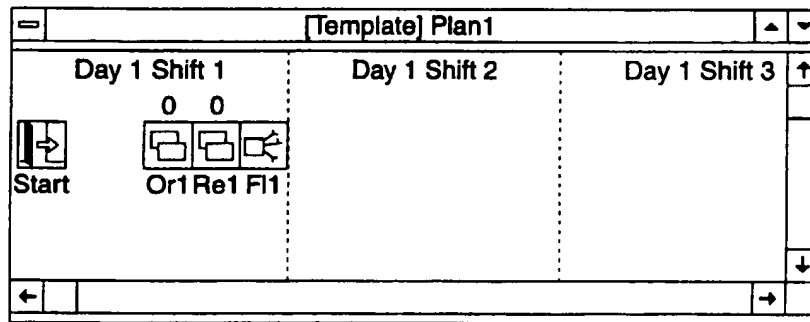 [Template] Plan1
Day 1 Shift 1 Day 1 Shift 2 Day 1 Shift 3
0 0
Start Or1 Re1 Fl1